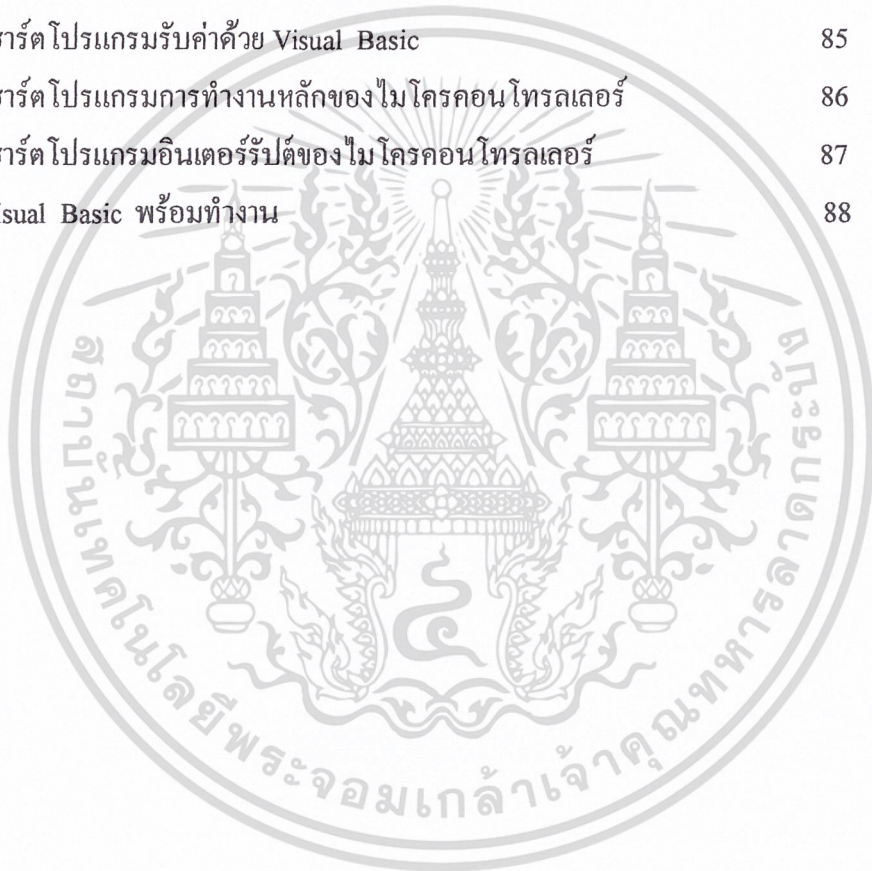 ชาร์ตโปรแกรมรับค่าด้วย Visual Basic 85
ชาร์ตโปรแกรมการทำงานหลักของไมโครคอนโทรลเลอร์ 86
ชาร์ตโปรแกรมอินเตอร์รัปต์ของไมโครคอนโทรลเลอร์ 87
isual Basic พร้อมทำงาน 88
สถาบันเทคโนโลยีพระจอมเกล้าเจ้าคุณทหารลาดกระบัง
๔